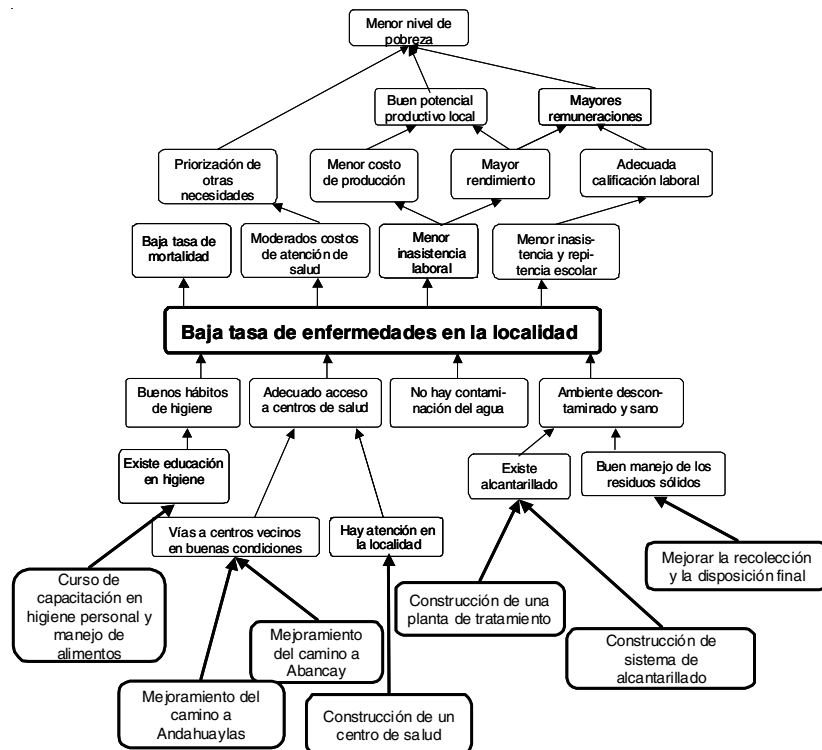 Menor nivel de
pobreza
Buen potencial
productivo local
Mayores
remuneraciones
Priorización de
otras
necesidades
Menor costo
de producción
Mayor
rendimiento
Adecuada
calificación laboral
Baja tasa de
mortalidad
Moderados costos
de atención de
salud
Menor
inasistencia
laboral
Menor inasis-
tencia y repi-
tencia escolar
Baja tasa de enfermedades en la localidad
Buenos hábitos
de higiene
Adecuado acceso
a centros de salud
No hay contami-
nación del agua
Ambiente descon-
taminado y sano
Existe educación
en higiene
Existe
alcantarillado
Buen manejo de los
residuos sólidos
Vías a centros vecinos
en buenas condiciones
Hay atención en
la localidad
Mejorar la recolección
y la disposición final
Curso de
capacitación en
higiene personal y
manejo de
alimentos
Construcción de una
planta de tratamiento
Mejoramiento
del camino a
Abancay
Construcción de
sistema de
alcantarillado
Mejoramiento del
camino a
Andahuaylas
Construcción de un
centro de salud